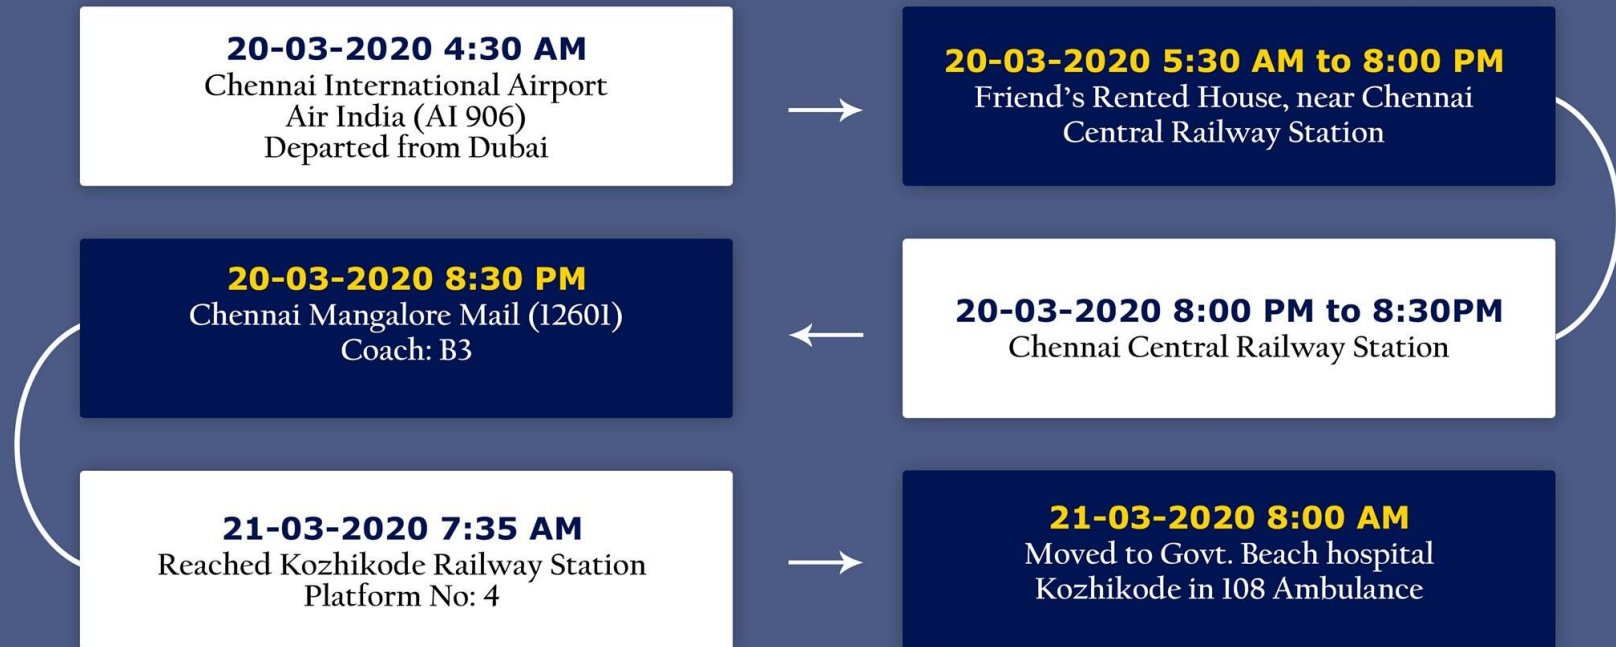 20-03-2020 4:30 AM
Chennai International Airport
Air India (AI 906)
Departed from Dubai
20-03-2020 5:30 AM to 8:00 PM
Friend's Rented House, near Chennai
Central Railway Station
20-03-2020 8:00 PM to 8:30PM
Chennai Central Railway Station
20-03-2020 8:30 PM
Chennai Mangalore Mail (12601)
Coach: B3
21-03-2020 7:35 AM
Reached Kozhikode Railway Station
Platform No: 4
21-03-2020 8:00 AM
Moved to Govt. Beach hospital
Kozhikode in 108 Ambulance